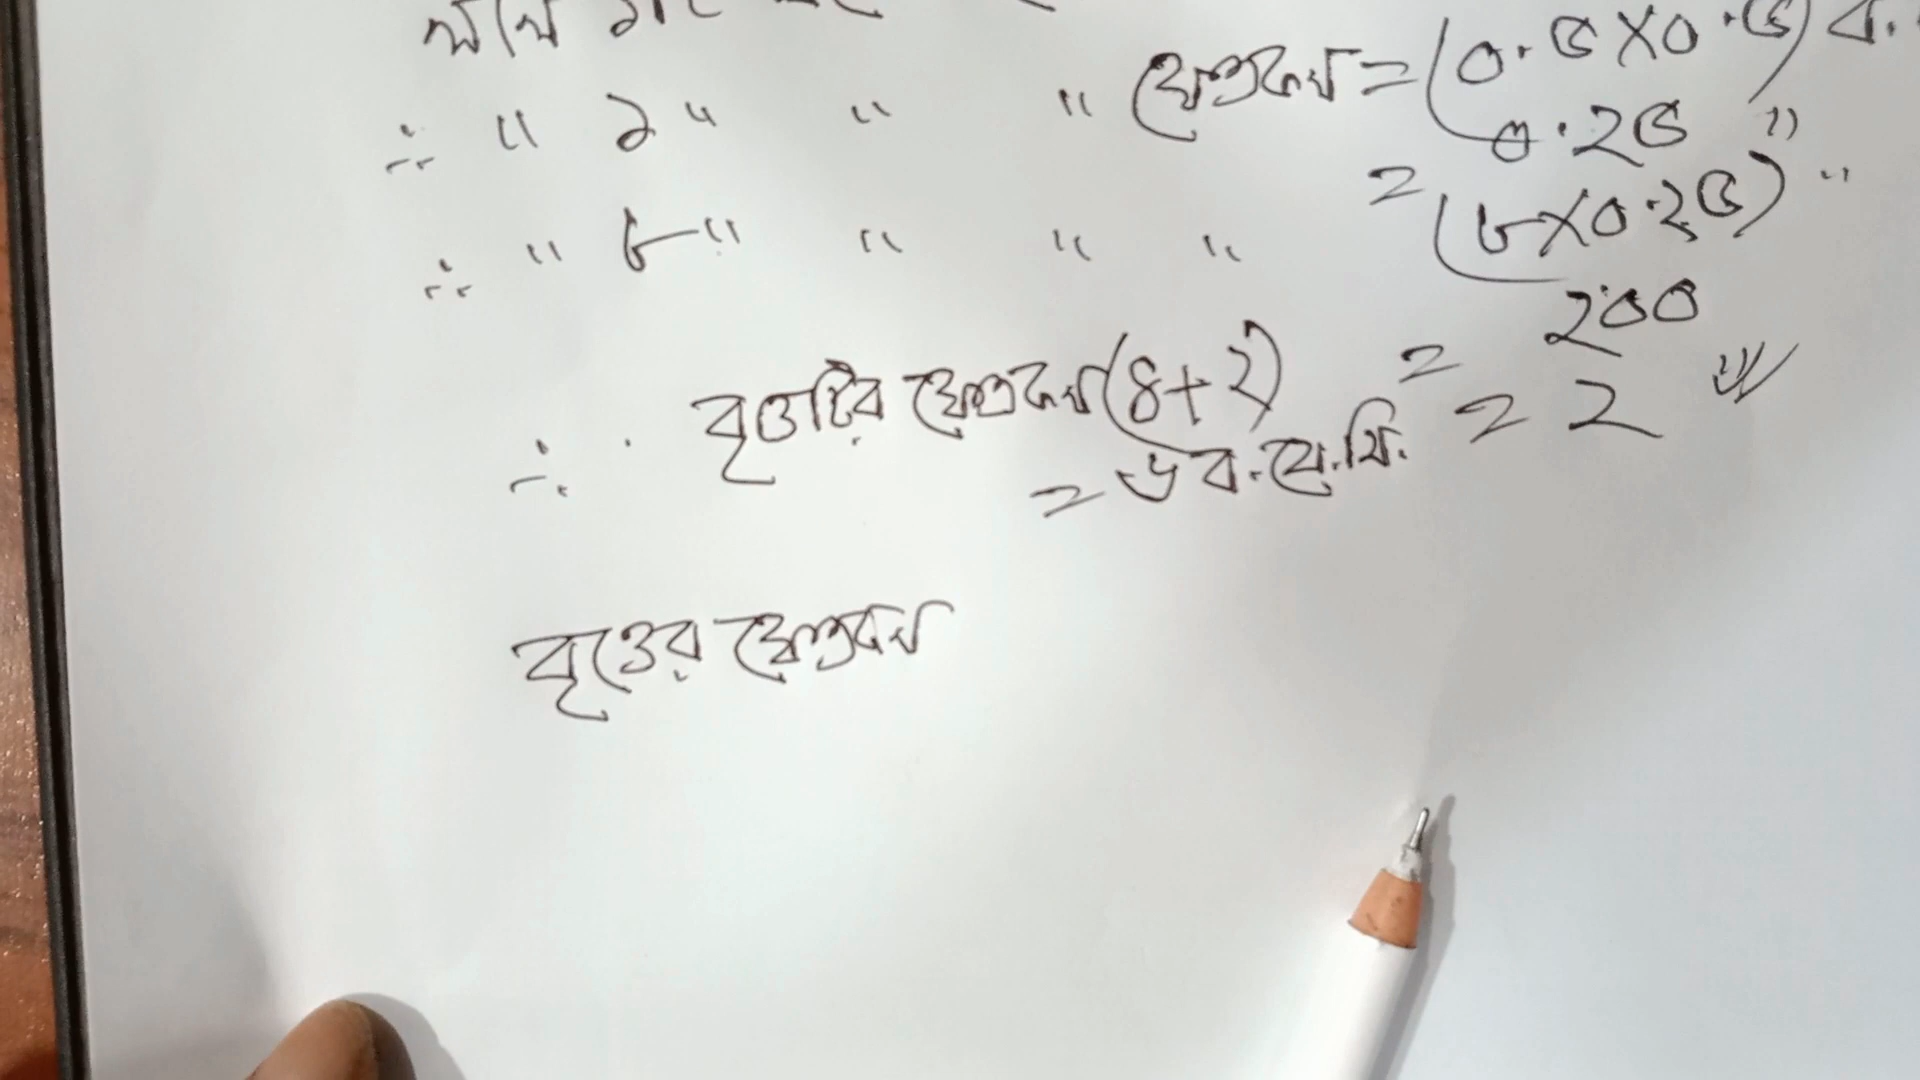 ∴ " ১ " " " ক্ষেত্রফল = (০.৫×০.৫) ব.
০.২৫ "
∴ " ৮ " " " " = (৮×০.২৫) "
= ২.০০
∴ বৃত্তটির ক্ষেত্রফল (৪+২) = ২ "
= ৬ ব.সে.মি.
বৃত্তের ক্ষেত্রফল